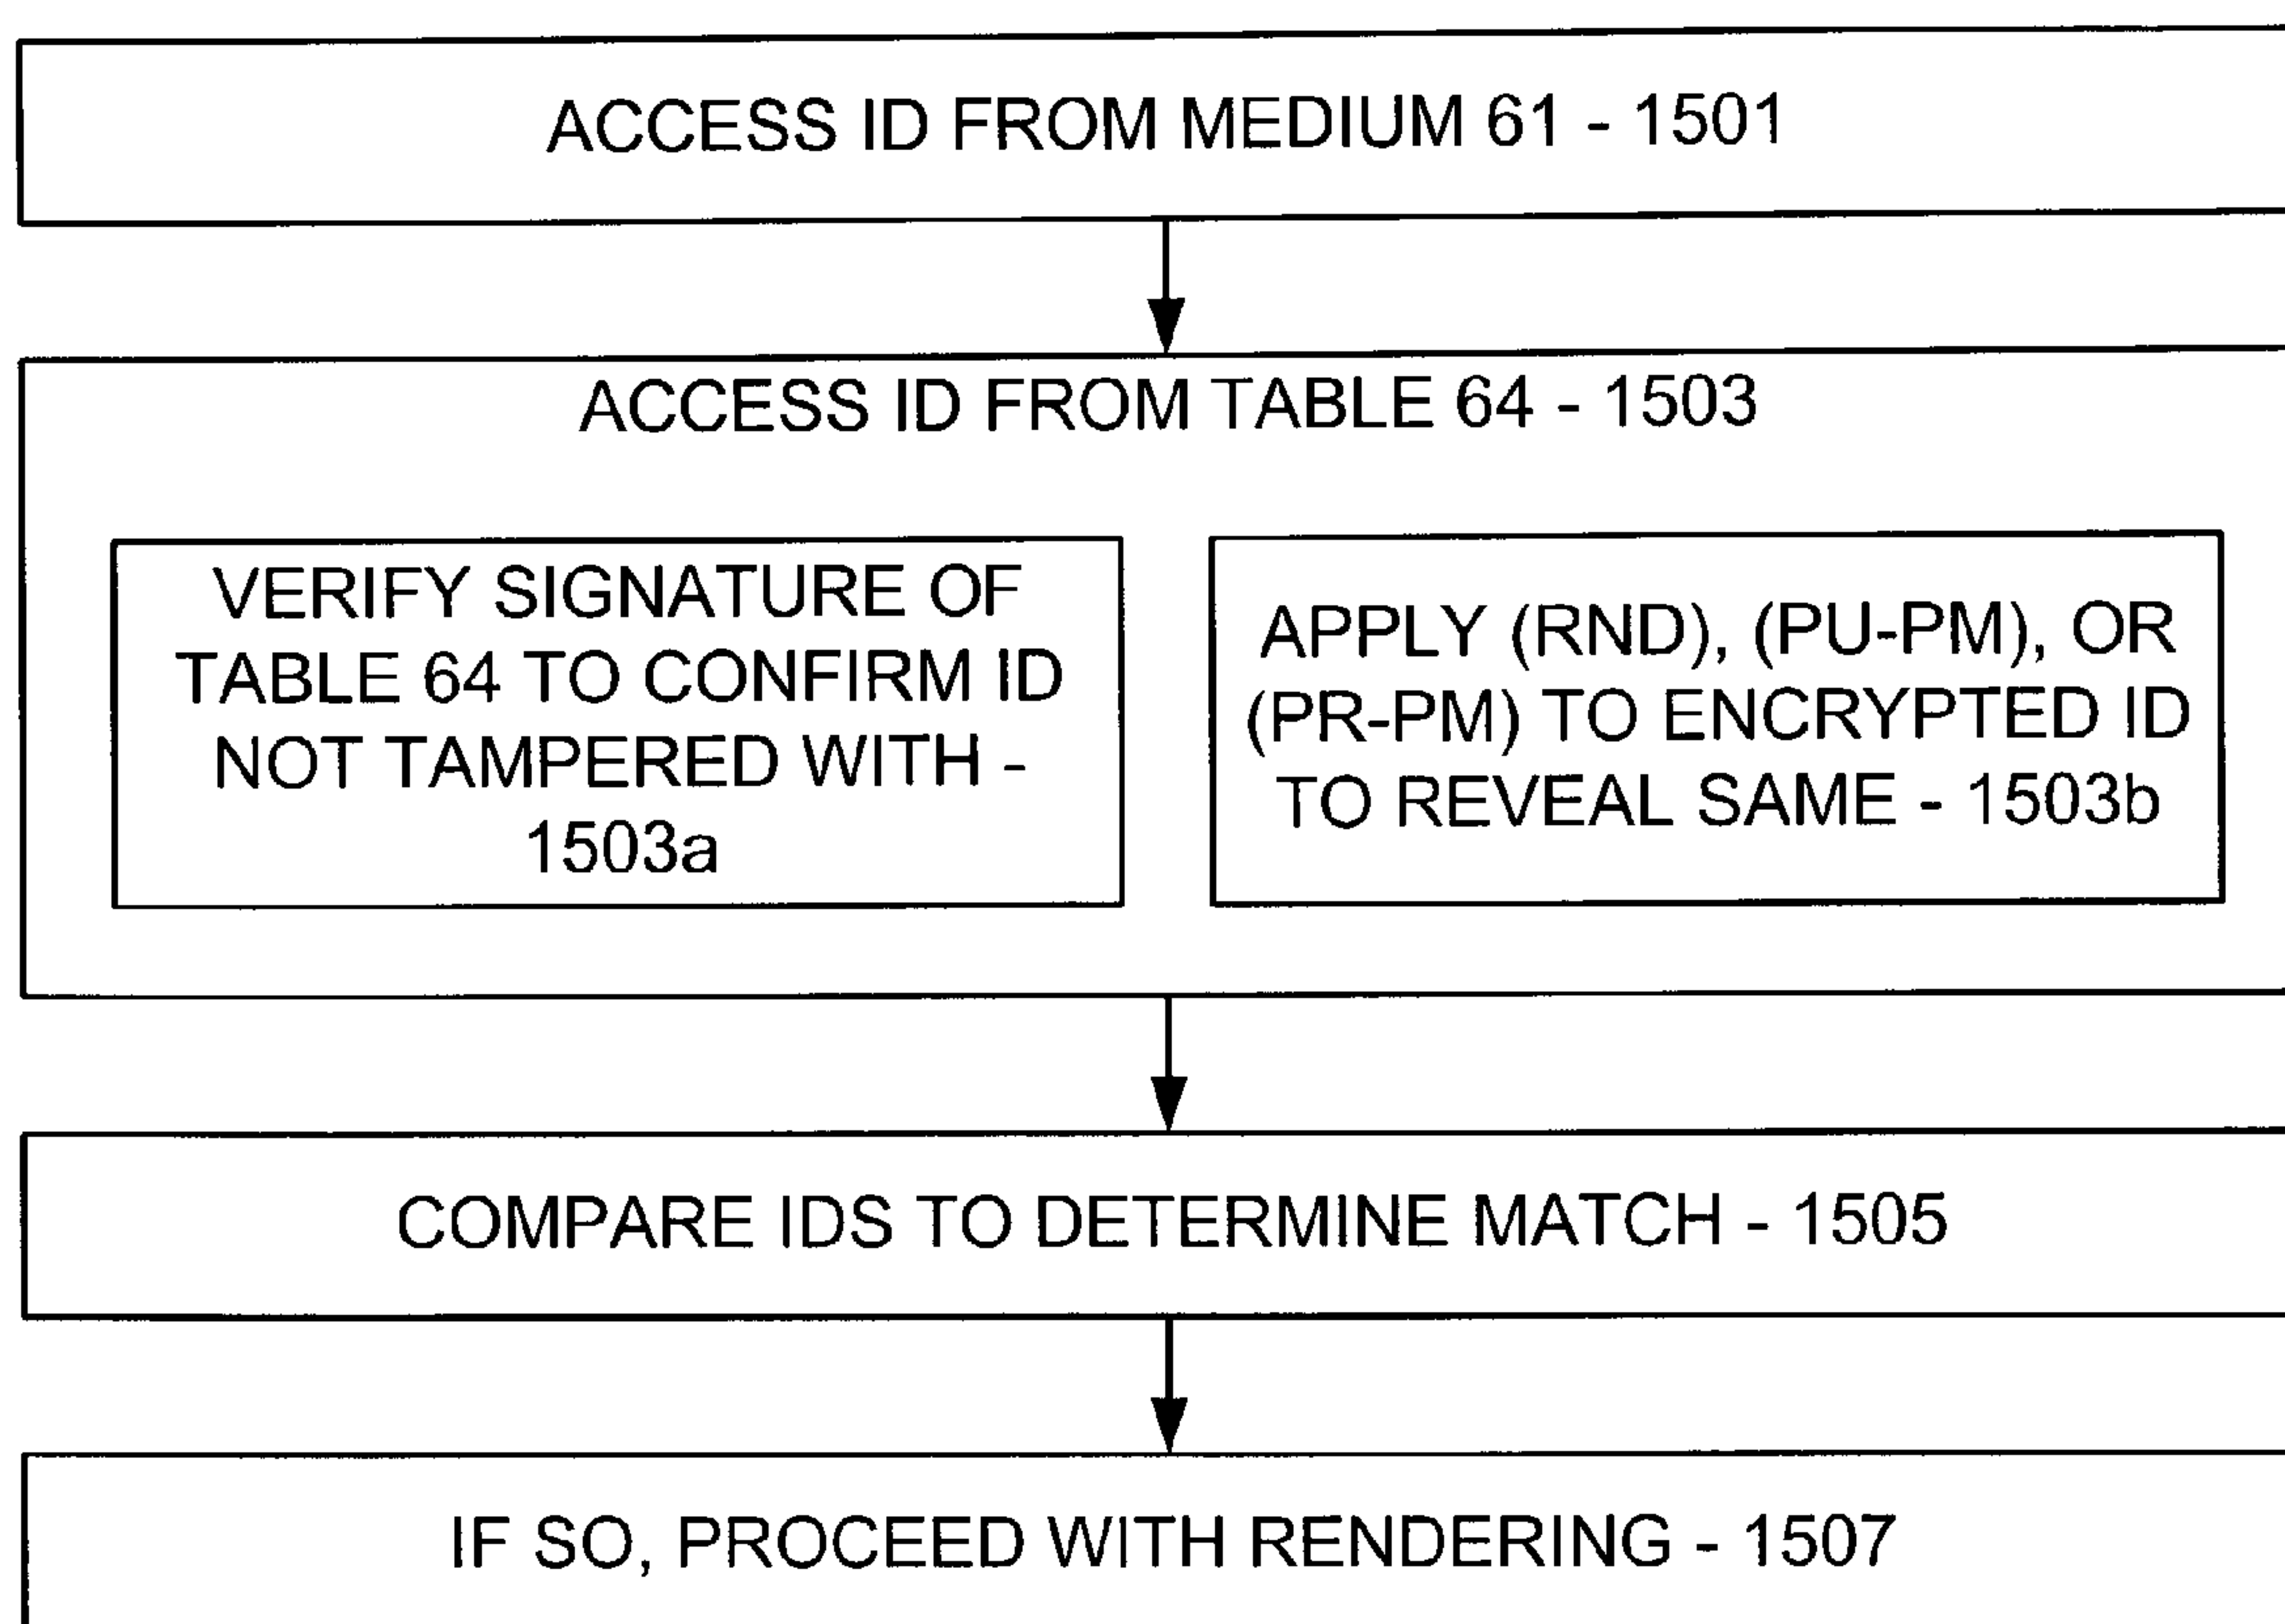 ACCESS ID FROM MEDIUM 61 - 1501
ACCESS ID FROM TABLE 64 - 1503
VERIFY SIGNATURE OF
TABLE 64 TO CONFIRM ID
NOT TAMPERED WITH -
1503a
APPLY (RND), (PU-PM), OR
(PR-PM) TO ENCRYPTED ID
TO REVEAL SAME - 1503b
COMPARE IDS TO DETERMINE MATCH - 1505
IF SO, PROCEED WITH RENDERING - 1507